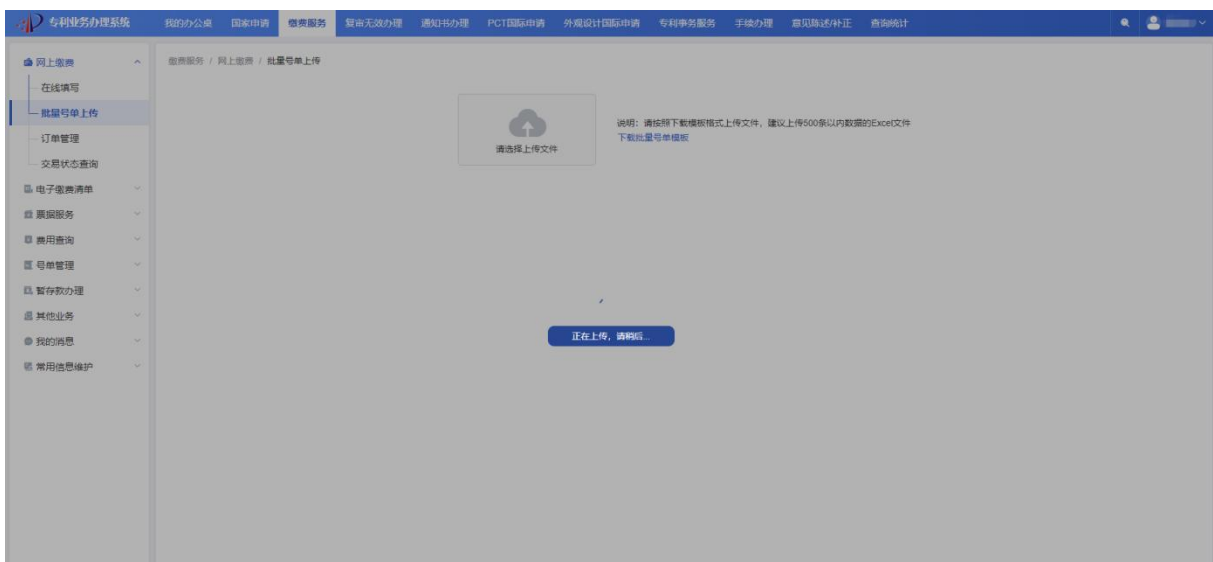 专利业务办理系统
我的办公桌 国家申请 缴费服务 复审无效办理 通知书办理 PCT国际申请 外观设计国际申请 专利事务服务 手续办理 意见陈述/补正 查询统计
网上缴费
在线填写
批量号单上传
订单管理
交易状态查询
电子缴费清单
票据服务
费用查询
号单管理
暂存款办理
其他业务
我的消息
常用信息维护
缴费服务 / 网上缴费 / 批量号单上传
请选择上传文件
说明:请按照下载模板格式上传文件,建议上传500条以内数据的Excel文件
下载批量号单模板
正在上传,请稍后...